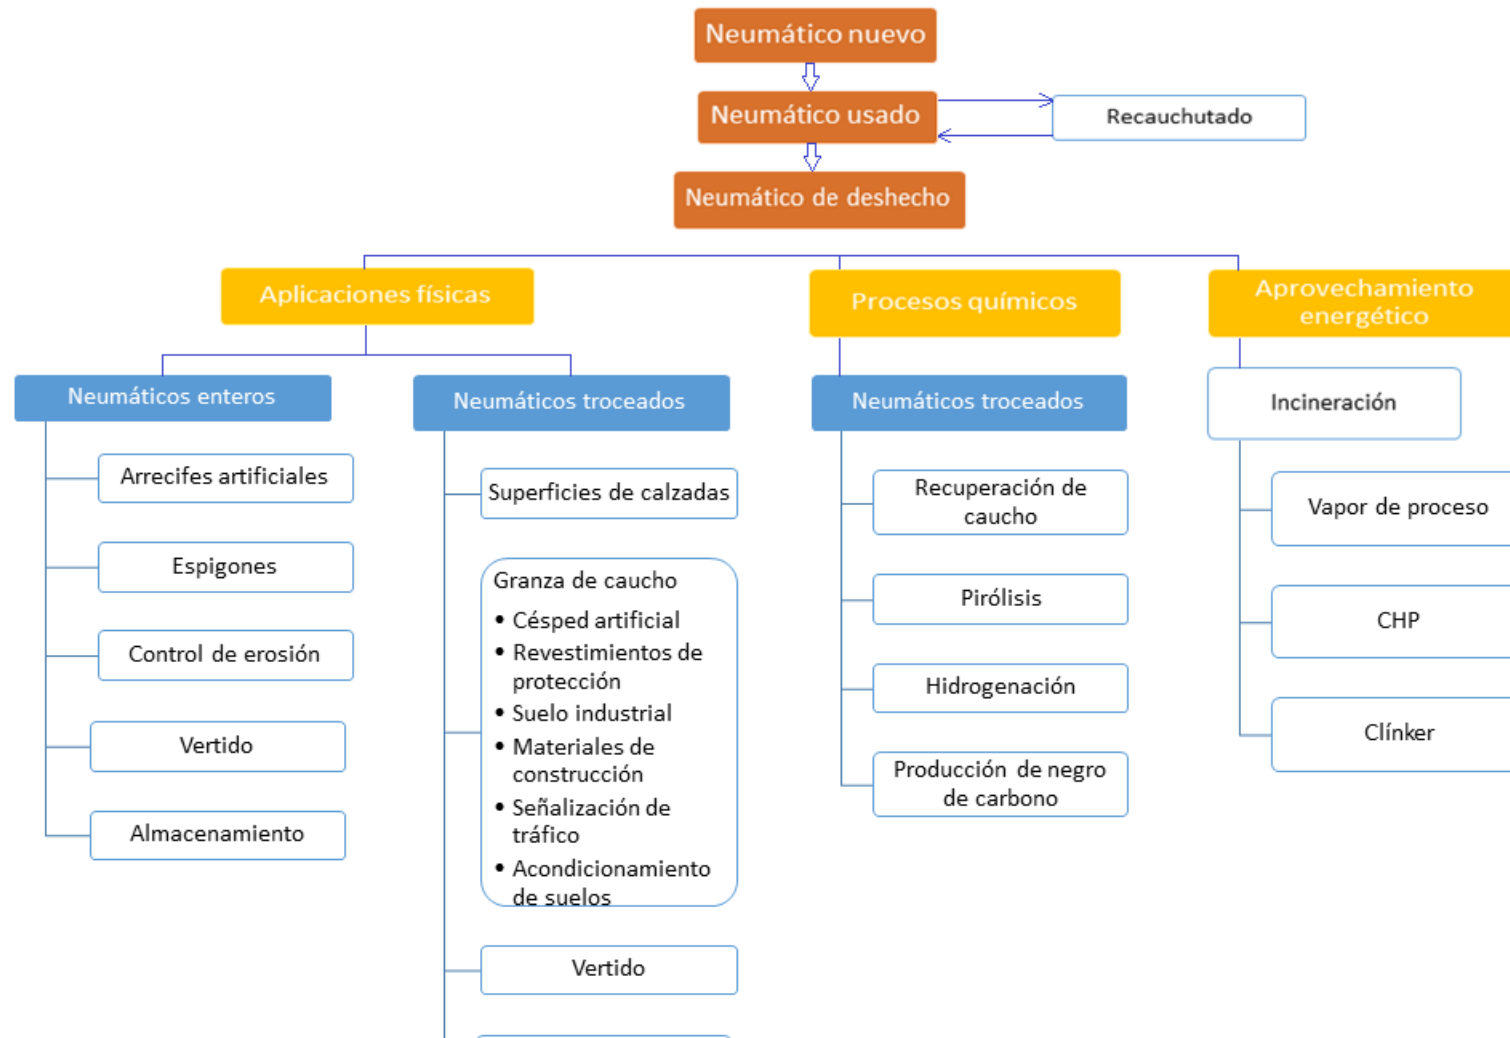 Neumático nuevo
Neumático usado
Recauchutado
Neumático de deshecho
Aplicaciones físicas
Procesos químicos
Aprovechamiento
energético
Neumáticos enteros
Arrecifes artificiales
Espigones
Control de erosión
Vertido
Almacenamiento
Neumáticos troceados
Superficies de calzadas
Granza de caucho
• Césped artificial
• Revestimientos de
protección
• Suelo industrial
• Materiales de
construcción
• Señalización de
tráfico
• Acondicionamiento
de suelos
Vertido
Neumáticos troceados
Recuperación de
caucho
Pirólisis
Hidrogenación
Producción de negro
de carbono
Incineración
Vapor de proceso
CHP
Clínker